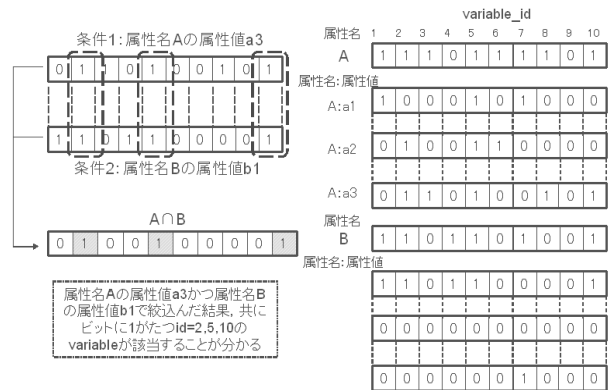 条件1:属性名Aの属性値a3
0 1 1 0 1 0 0 1 0 1
1 1 0 1 1 0 0 0 0 1
条件2:属性名Bの属性値b1
A∩B
0 1 0 0 1 0 0 0 0 1
属性名Aの属性値a3かつ属性名B
の属性値b1で絞込んだ結果,共に
ビットに1がたつid=2,5,10の
variableが該当することが分かる
variable_id
属性名 1 2 3 4 5 6 7 8 9 10
A 1 1 1 0 1 1 1 1 0 1
属性名:属性値
A:a1 1 0 0 0 1 0 1 0 0 0
A:a2 0 1 0 0 1 1 0 0 0 0
A:a3 0 1 1 0 1 0 0 1 0 1
属性名
B 1 1 0 1 1 0 1 0 0 1
属性名:属性値
1 1 0 1 1 0 0 0 0 1
0 0 0 0 0 0 0 0 0 0
0 0 0 0 0 0 1 0 0 0